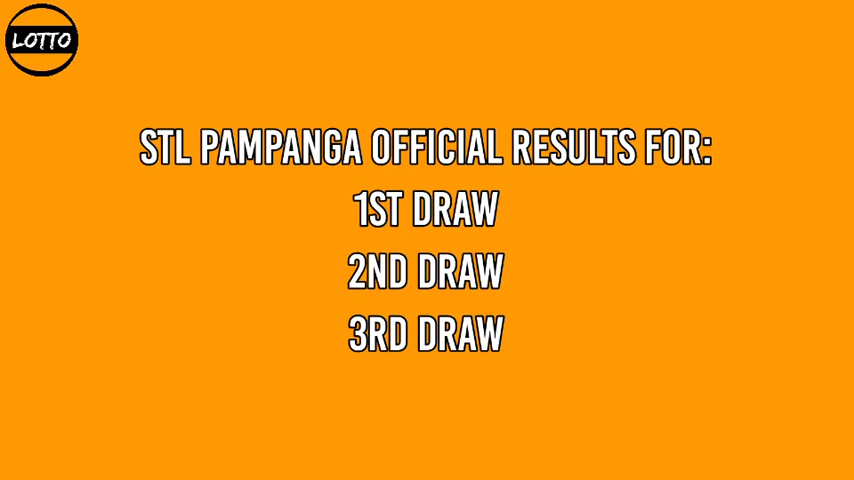 LOTTO
STL PAMPANGA OFFICIAL RESULTS FOR:
1ST DRAW
2ND DRAW
3RD DRAW